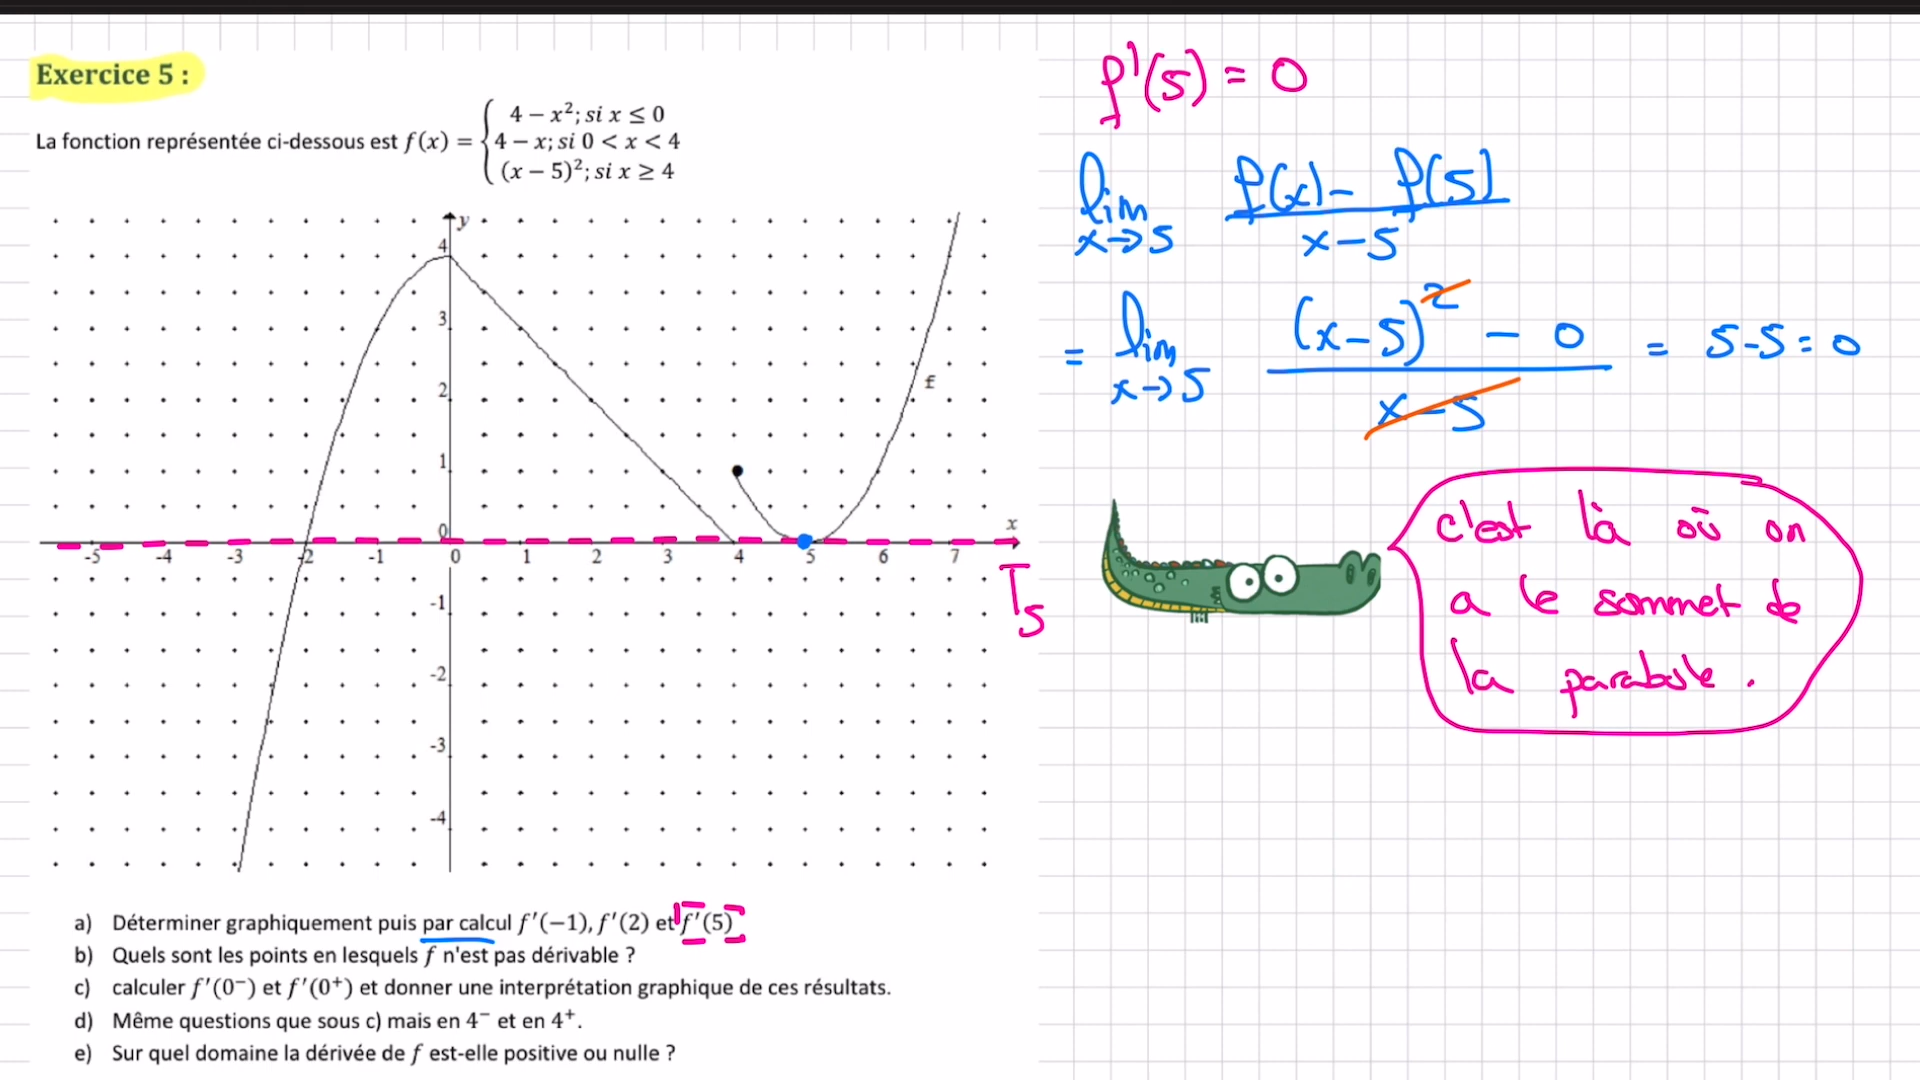 Exercice 5 :
La fonction représentée ci-dessous est f(x) = { 4 − x²; si x ≤ 0
4 − x; si 0 < x < 4
(x − 5)²; si x ≥ 4
y
4
3
2
1
0
-1
-2
-3
-4
-5 -4 -3 -2 -1 0 1 2 3 4 5 6 7
x
f
T₅
a) Déterminer graphiquement puis par calcul f′(−1), f′(2) et f′(5)
b) Quels sont les points en lesquels f n'est pas dérivable ?
c) calculer f′(0⁻) et f′(0⁺) et donner une interprétation graphique de ces résultats.
d) Même questions que sous c) mais en 4⁻ et en 4⁺.
e) Sur quel domaine la dérivée de f est-elle positive ou nulle ?
f'(5) = 0
lim x→5 f(x) − f(5)
x − 5
= lim x→5 (x−5)² − 0 = 5−5 = 0
x−5
c'est là où on
a le sommet de
la parabole.